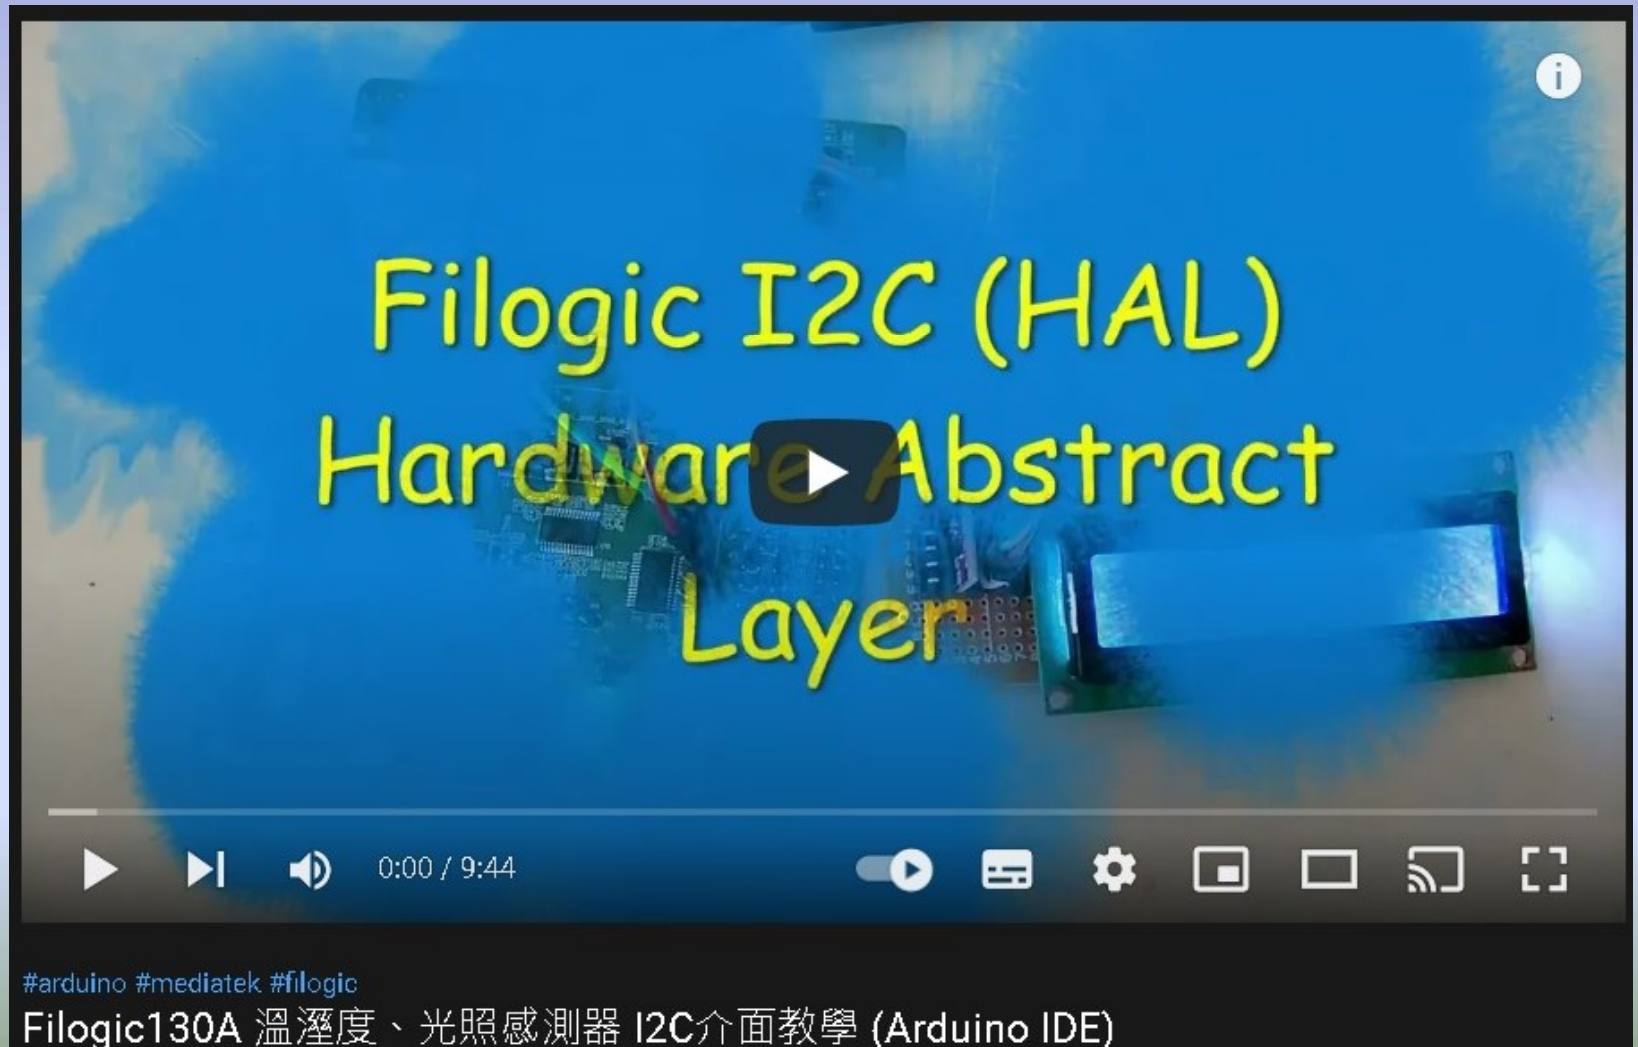 Filogic I2C (HAL)
Hardware Abstract
Layer
0:00 / 9:44
#arduino #mediatek #filogic
Filogic130A 溫溼度、光照感測器 I2C介面教學 (Arduino IDE)